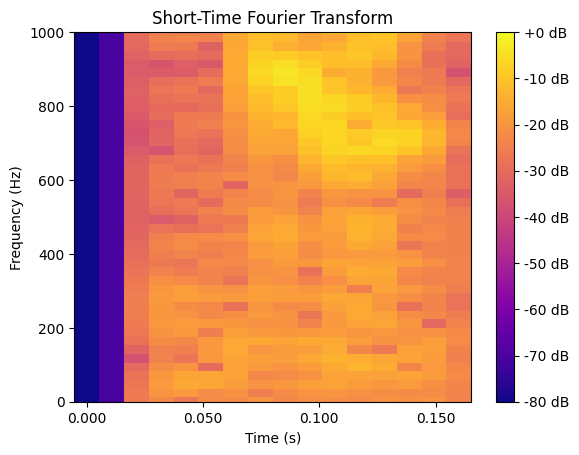 Short-Time Fourier Transform
1000
800
600
400
200
0
Frequency (Hz)
0.000
0.050
0.100
0.150
Time (s)
+0 dB
-10 dB
-20 dB
-30 dB
-40 dB
-50 dB
-60 dB
-70 dB
-80 dB